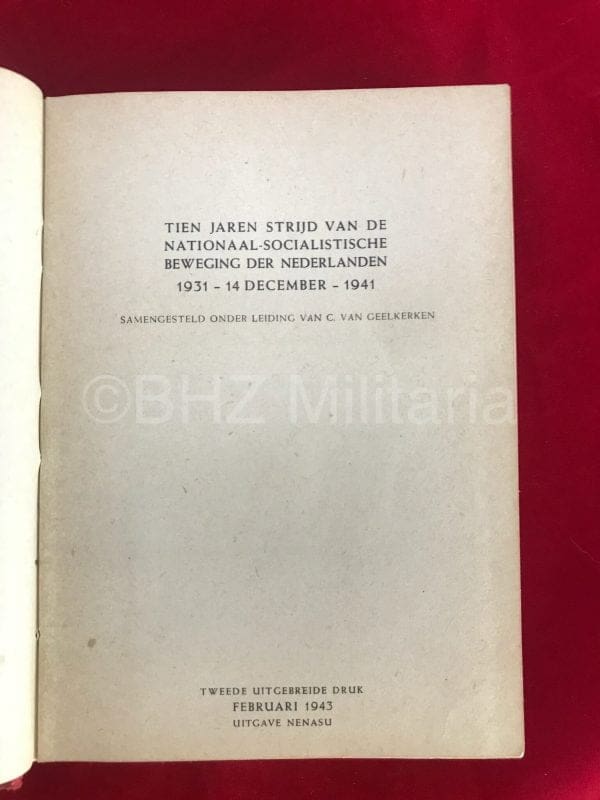 TIEN JAREN STRIJD VAN DE
NATIONAAL-SOCIALISTISCHE
BEWEGING DER NEDERLANDEN
1931 - 14 DECEMBER - 1941
SAMENGESTELD ONDER LEIDING VAN C. VAN GEELKERKEN
©BHZ Militaria
TWEEDE UITGEBREIDE DRUK
FEBRUARI 1943
UITGAVE NENASU